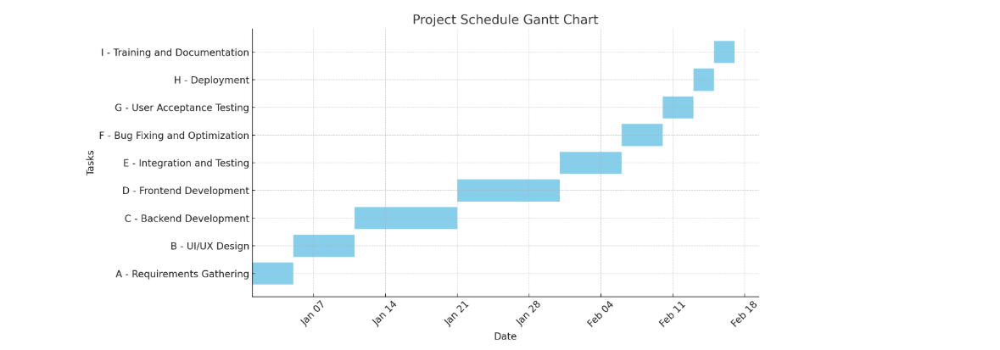 Project Schedule Gantt Chart
I - Training and Documentation
H - Deployment
G - User Acceptance Testing
F - Bug Fixing and Optimization
E - Integration and Testing
D - Frontend Development
C - Backend Development
B - UI/UX Design
A - Requirements Gathering
Tasks
Jan 07
Jan 14
Jan 21
Jan 28
Feb 04
Feb 11
Feb 18
Date